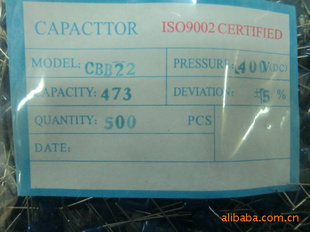 CAPACTTOR ISO9002 CERTIFIED
MODEL: CBB22 PRESSURE: 400 (DC)
CAPACITY: 473 DEVIATION: ±5 %
QUANTITY: 500 PCS
DATE:
alibaba.com.cn